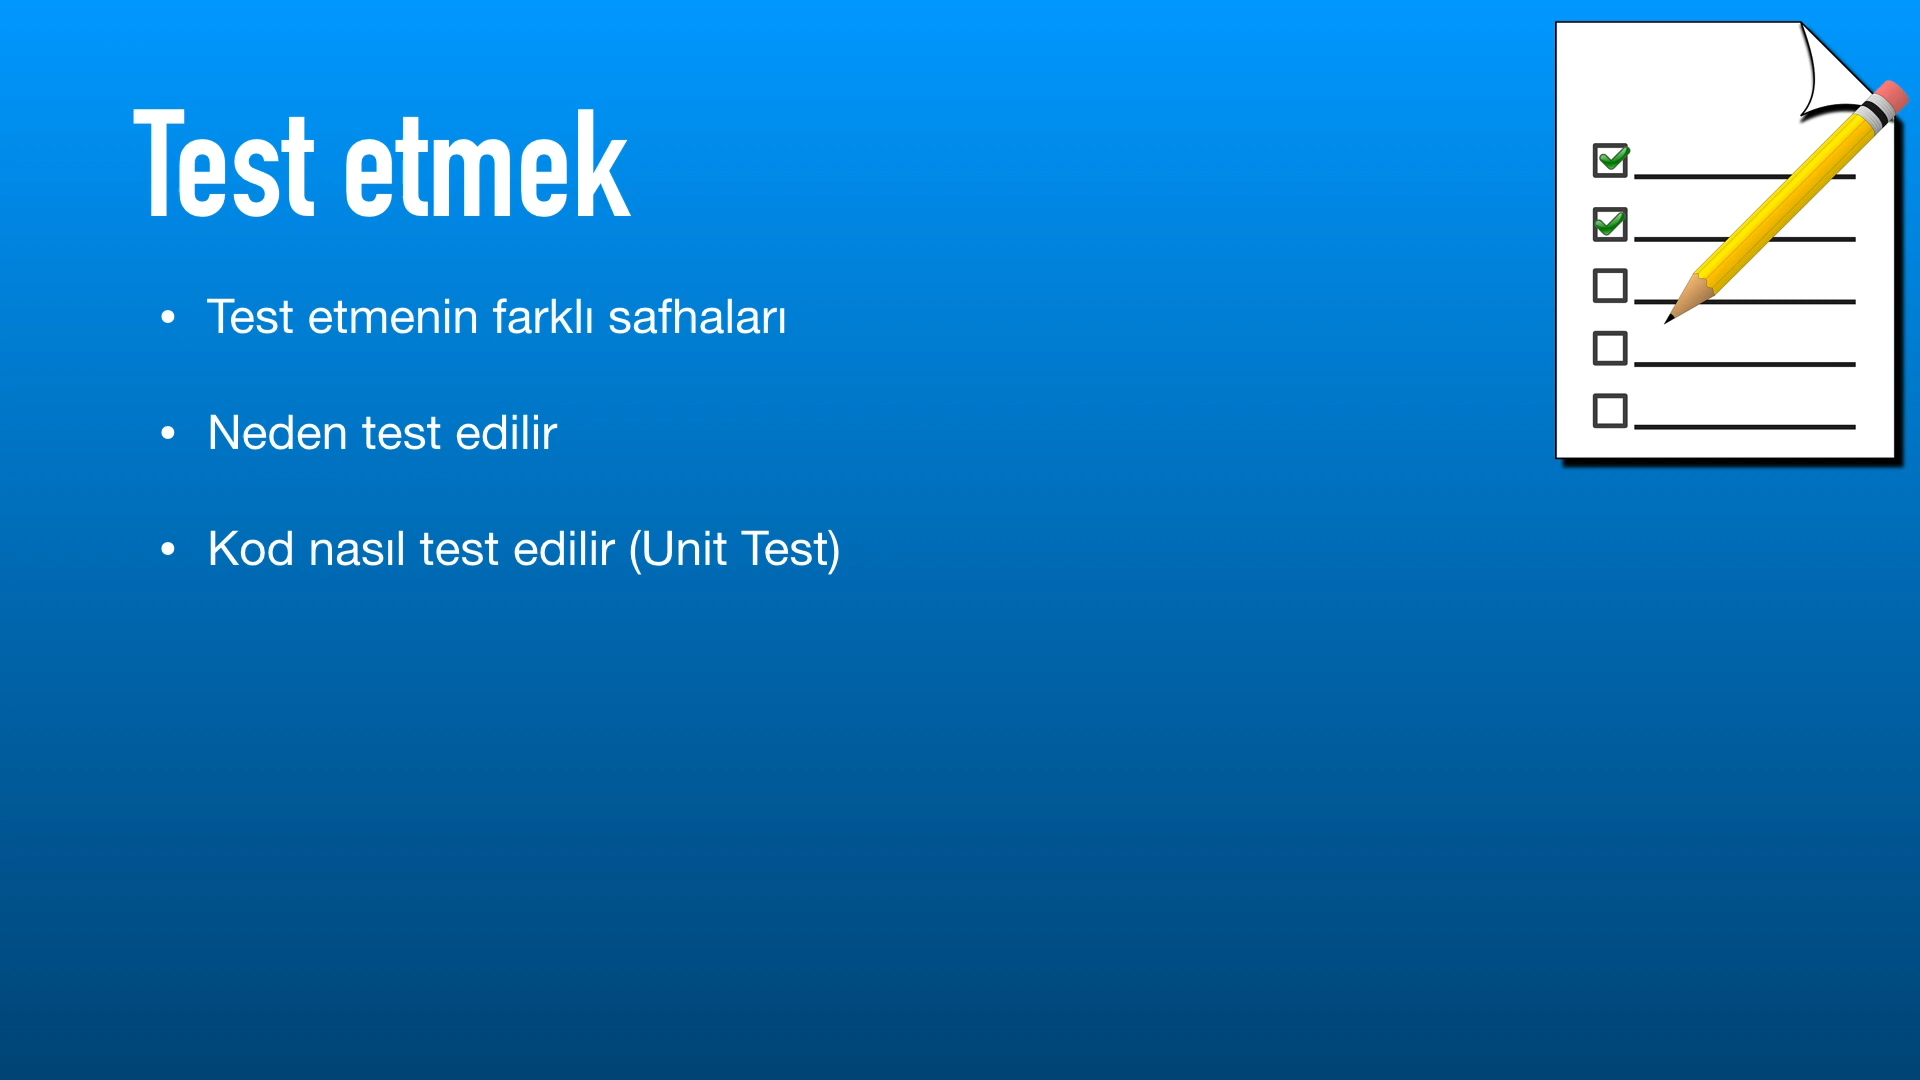 Test etmek
• Test etmenin farklı safhaları
• Neden test edilir
• Kod nasıl test edilir (Unit Test)